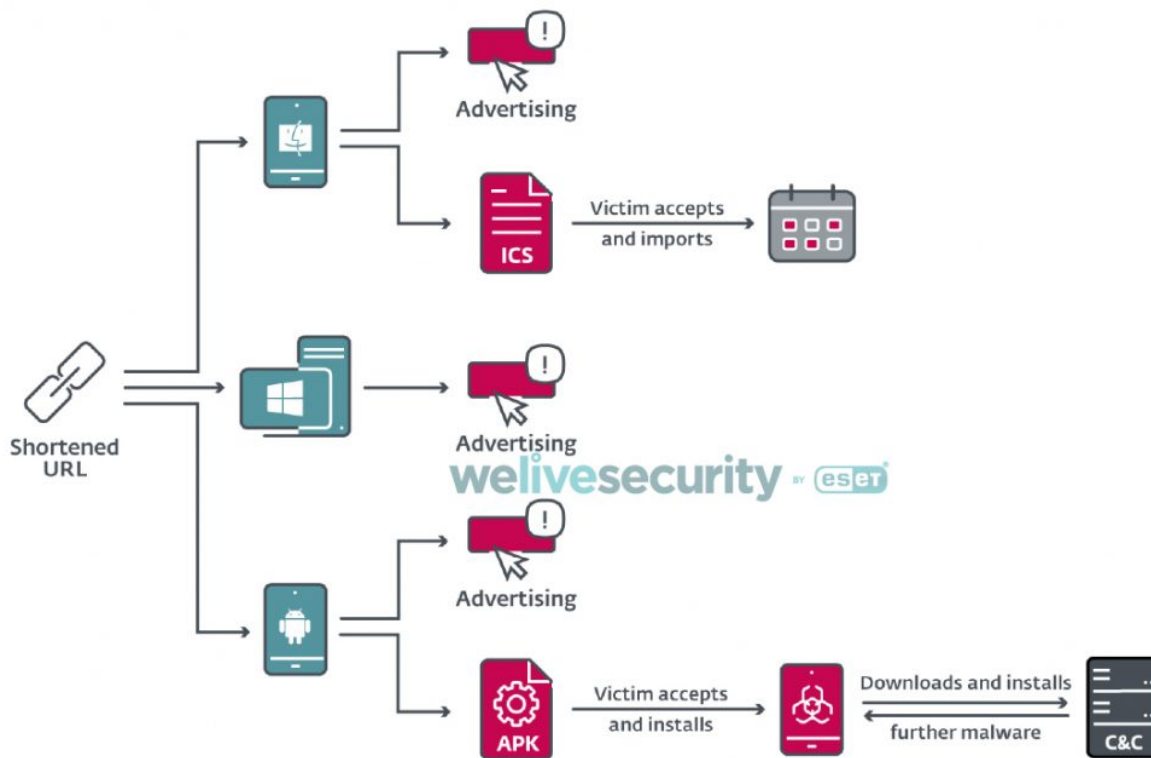 Advertising
ICS
Victim accepts
and imports
Shortened
URL
Advertising
welivesecurity BY eseT®
Advertising
APK
Victim accepts
and installs
Downloads and installs
further malware
C&C